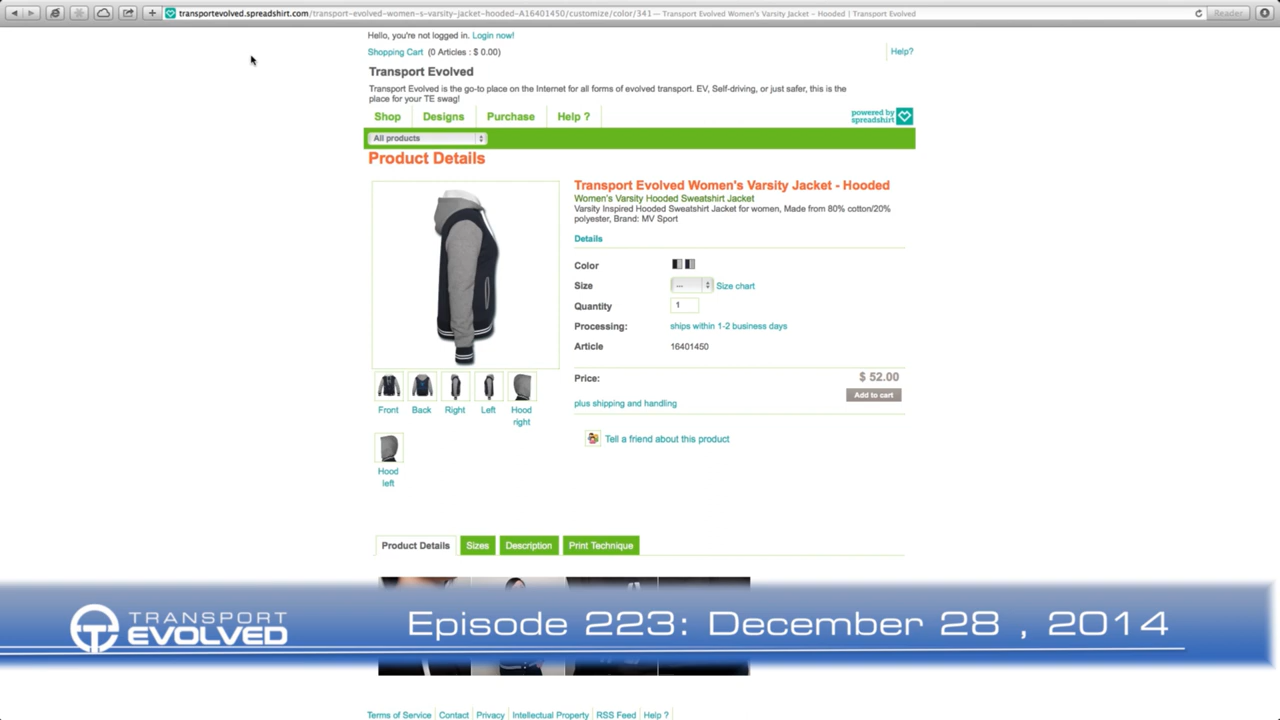 transportevolved.spreadshirt.com/transport-evolved-women-s-varsity-jacket-hooded-A16401450/customize/color/341 — Transport Evolved Women's Varsity Jacket - Hooded | Transport Evolved
Reader
Hello, you're not logged in. Login now!
Shopping Cart (0 Articles : $ 0.00)
Help?
Transport Evolved
Transport Evolved is the go-to place on the Internet for all forms of evolved transport. EV, Self-driving, or just safer, this is the
place for your TE swag!
Shop Designs Purchase Help ?
powered by
spreadshirt
All products
Product Details
Transport Evolved Women's Varsity Jacket - Hooded
Women's Varsity Hooded Sweatshirt Jacket
Varsity Inspired Hooded Sweatshirt Jacket for women, Made from 80% cotton/20%
polyester, Brand: MV Sport
Details
Color
Size --- Size chart
Quantity 1
Processing: ships within 1-2 business days
Article 16401450
Price: $ 52.00
Add to cart
plus shipping and handling
Tell a friend about this product
Front Back Right Left Hood
right
Hood
left
Product Details Sizes Description Print Technique
TRANSPORT
EVOLVED
Episode 223: December 28 , 2014
Terms of Service Contact Privacy Intellectual Property RSS Feed Help ?